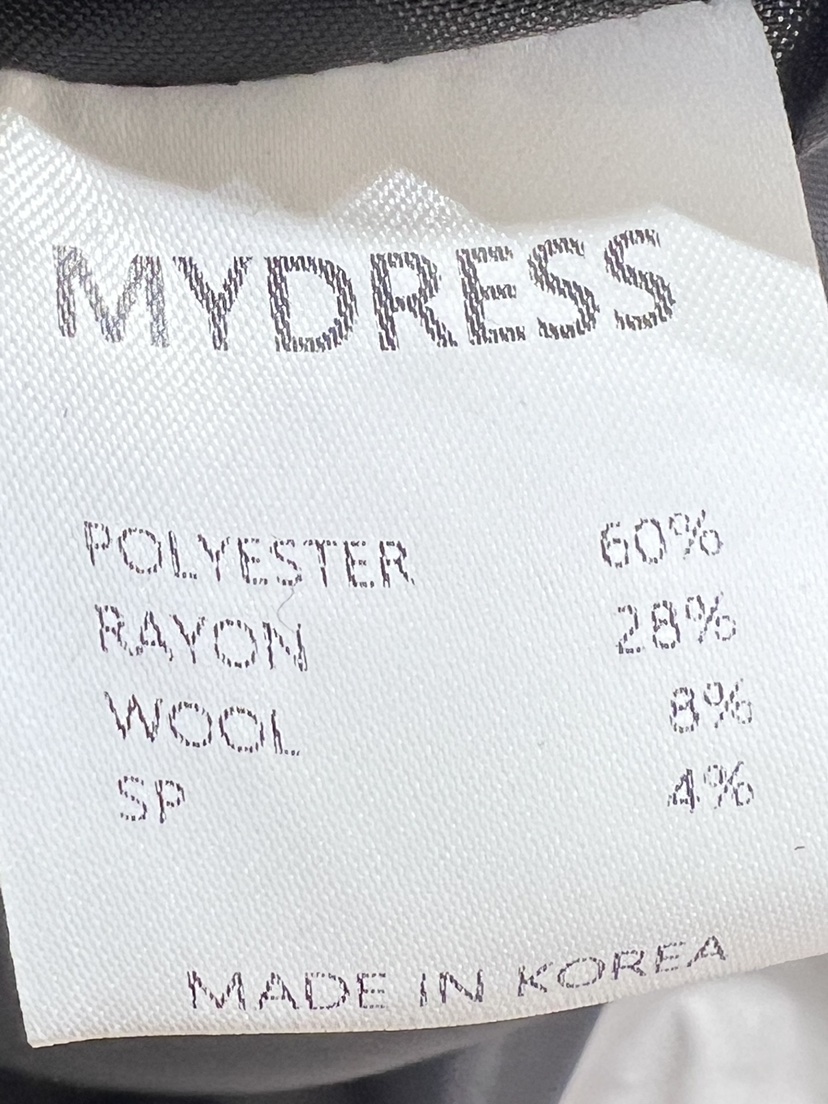 MYDRESS
POLYESTER 60%
RAYON 28%
WOOL 8%
SP 4%
MADE IN KOREA